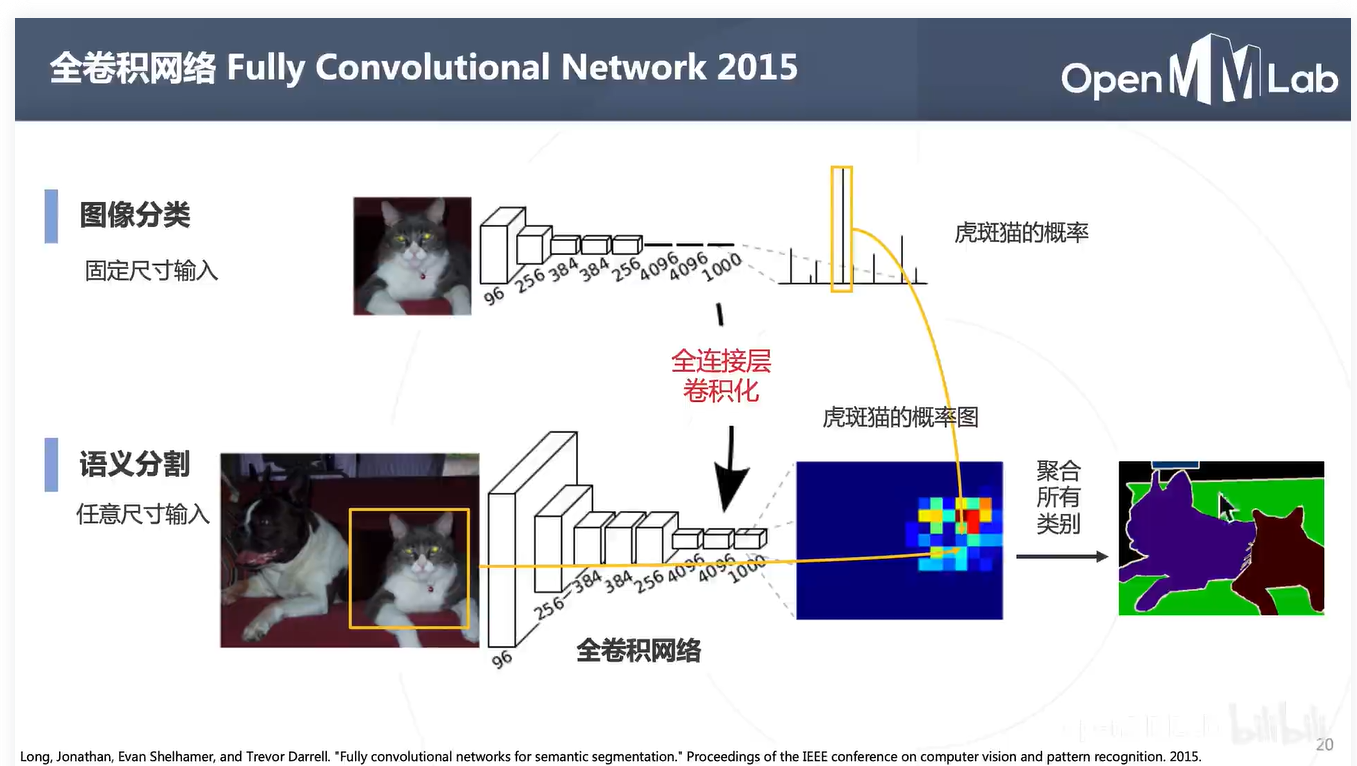 全卷积网络 Fully Convolutional Network 2015
OpenMMLab
图像分类
固定尺寸输入
96
256
384
384
256
4096
4096
1000
虎斑猫的概率
全连接层
卷积化
虎斑猫的概率图
语义分割
任意尺寸输入
96
256
384
384
256
4096
4096
1000
全卷积网络
聚合
所有
类别
OpenMMLab bilibili
20
Long, Jonathan, Evan Shelhamer, and Trevor Darrell. "Fully convolutional networks for semantic segmentation." Proceedings of the IEEE conference on computer vision and pattern recognition. 2015.